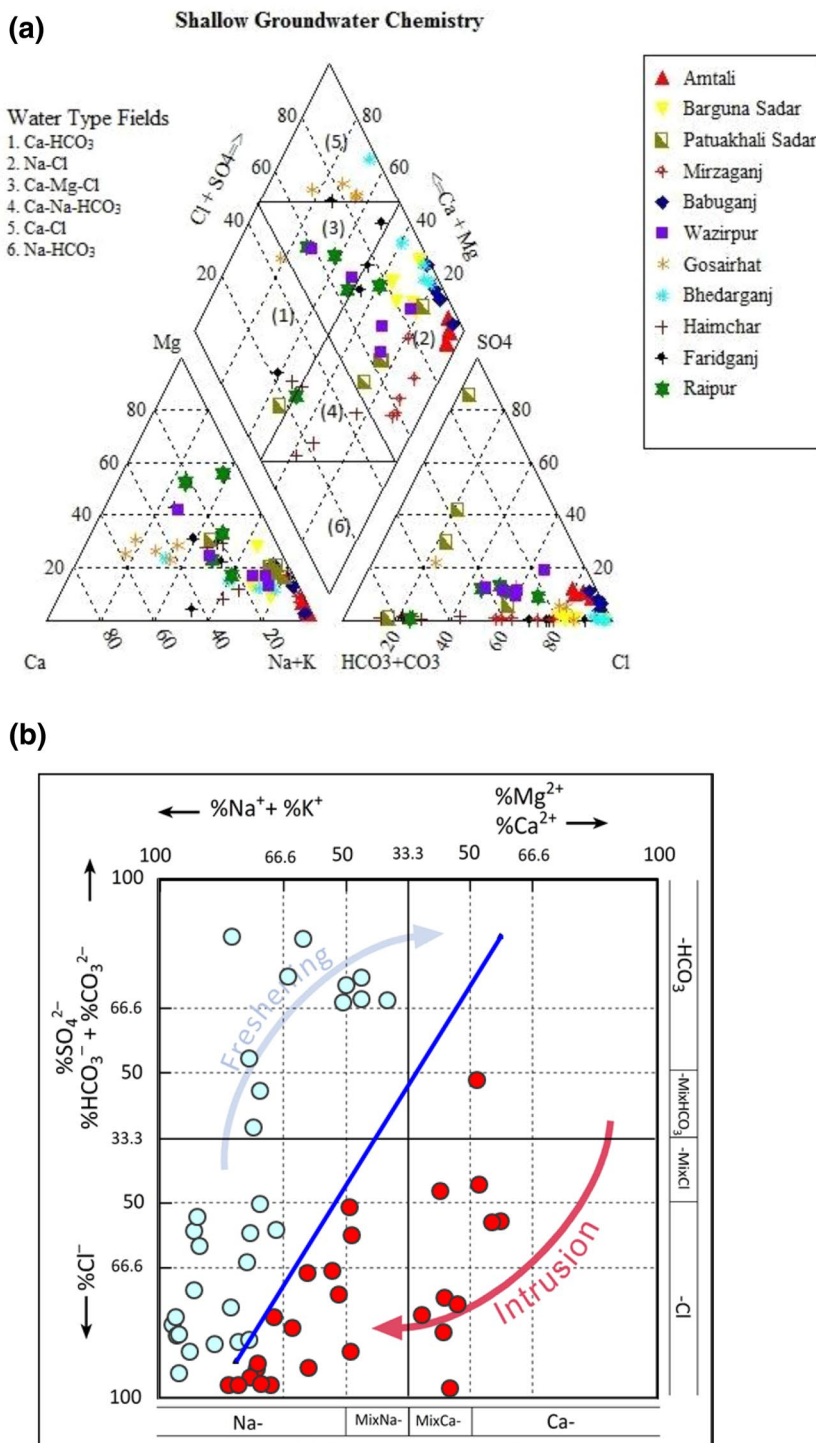 (a)
Shallow Groundwater Chemistry
Water Type Fields
1. Ca-HCO3
2. Na-Cl
3. Ca-Mg-Cl
4. Ca-Na-HCO3
5. Ca-Cl
6. Na-HCO3
Amtali
Barguna Sadar
Patuakhali Sadar
Mirzaganj
Babuganj
Wazirpur
Gosairhat
Bhedarganj
Haimchar
Faridganj
Raipur
80 80
(5)
60 60
Cl + SO4=>
<=Ca + Mg
40 40
(3)
20 20
(1)
(2)
Mg SO4
(4)
80 80
60 60
40 40
(6)
20 20
80 60 40 20 20 40 60 80
Ca Na+K HCO3+CO3 Cl
(b)
← %Na⁺+ %K⁺
%Mg²⁺
%Ca²⁺ →
100 66.6 50 33.3 50 66.6 100
100
66.6
50
33.3
50
66.6
100
%SO₄²⁻
%HCO₃⁻ + %CO₃²⁻
← %Cl⁻
Freshening
Intrusion
-HCO₃
-MixHCO₃
-MixCl
-Cl
Na- MixNa- MixCa- Ca-